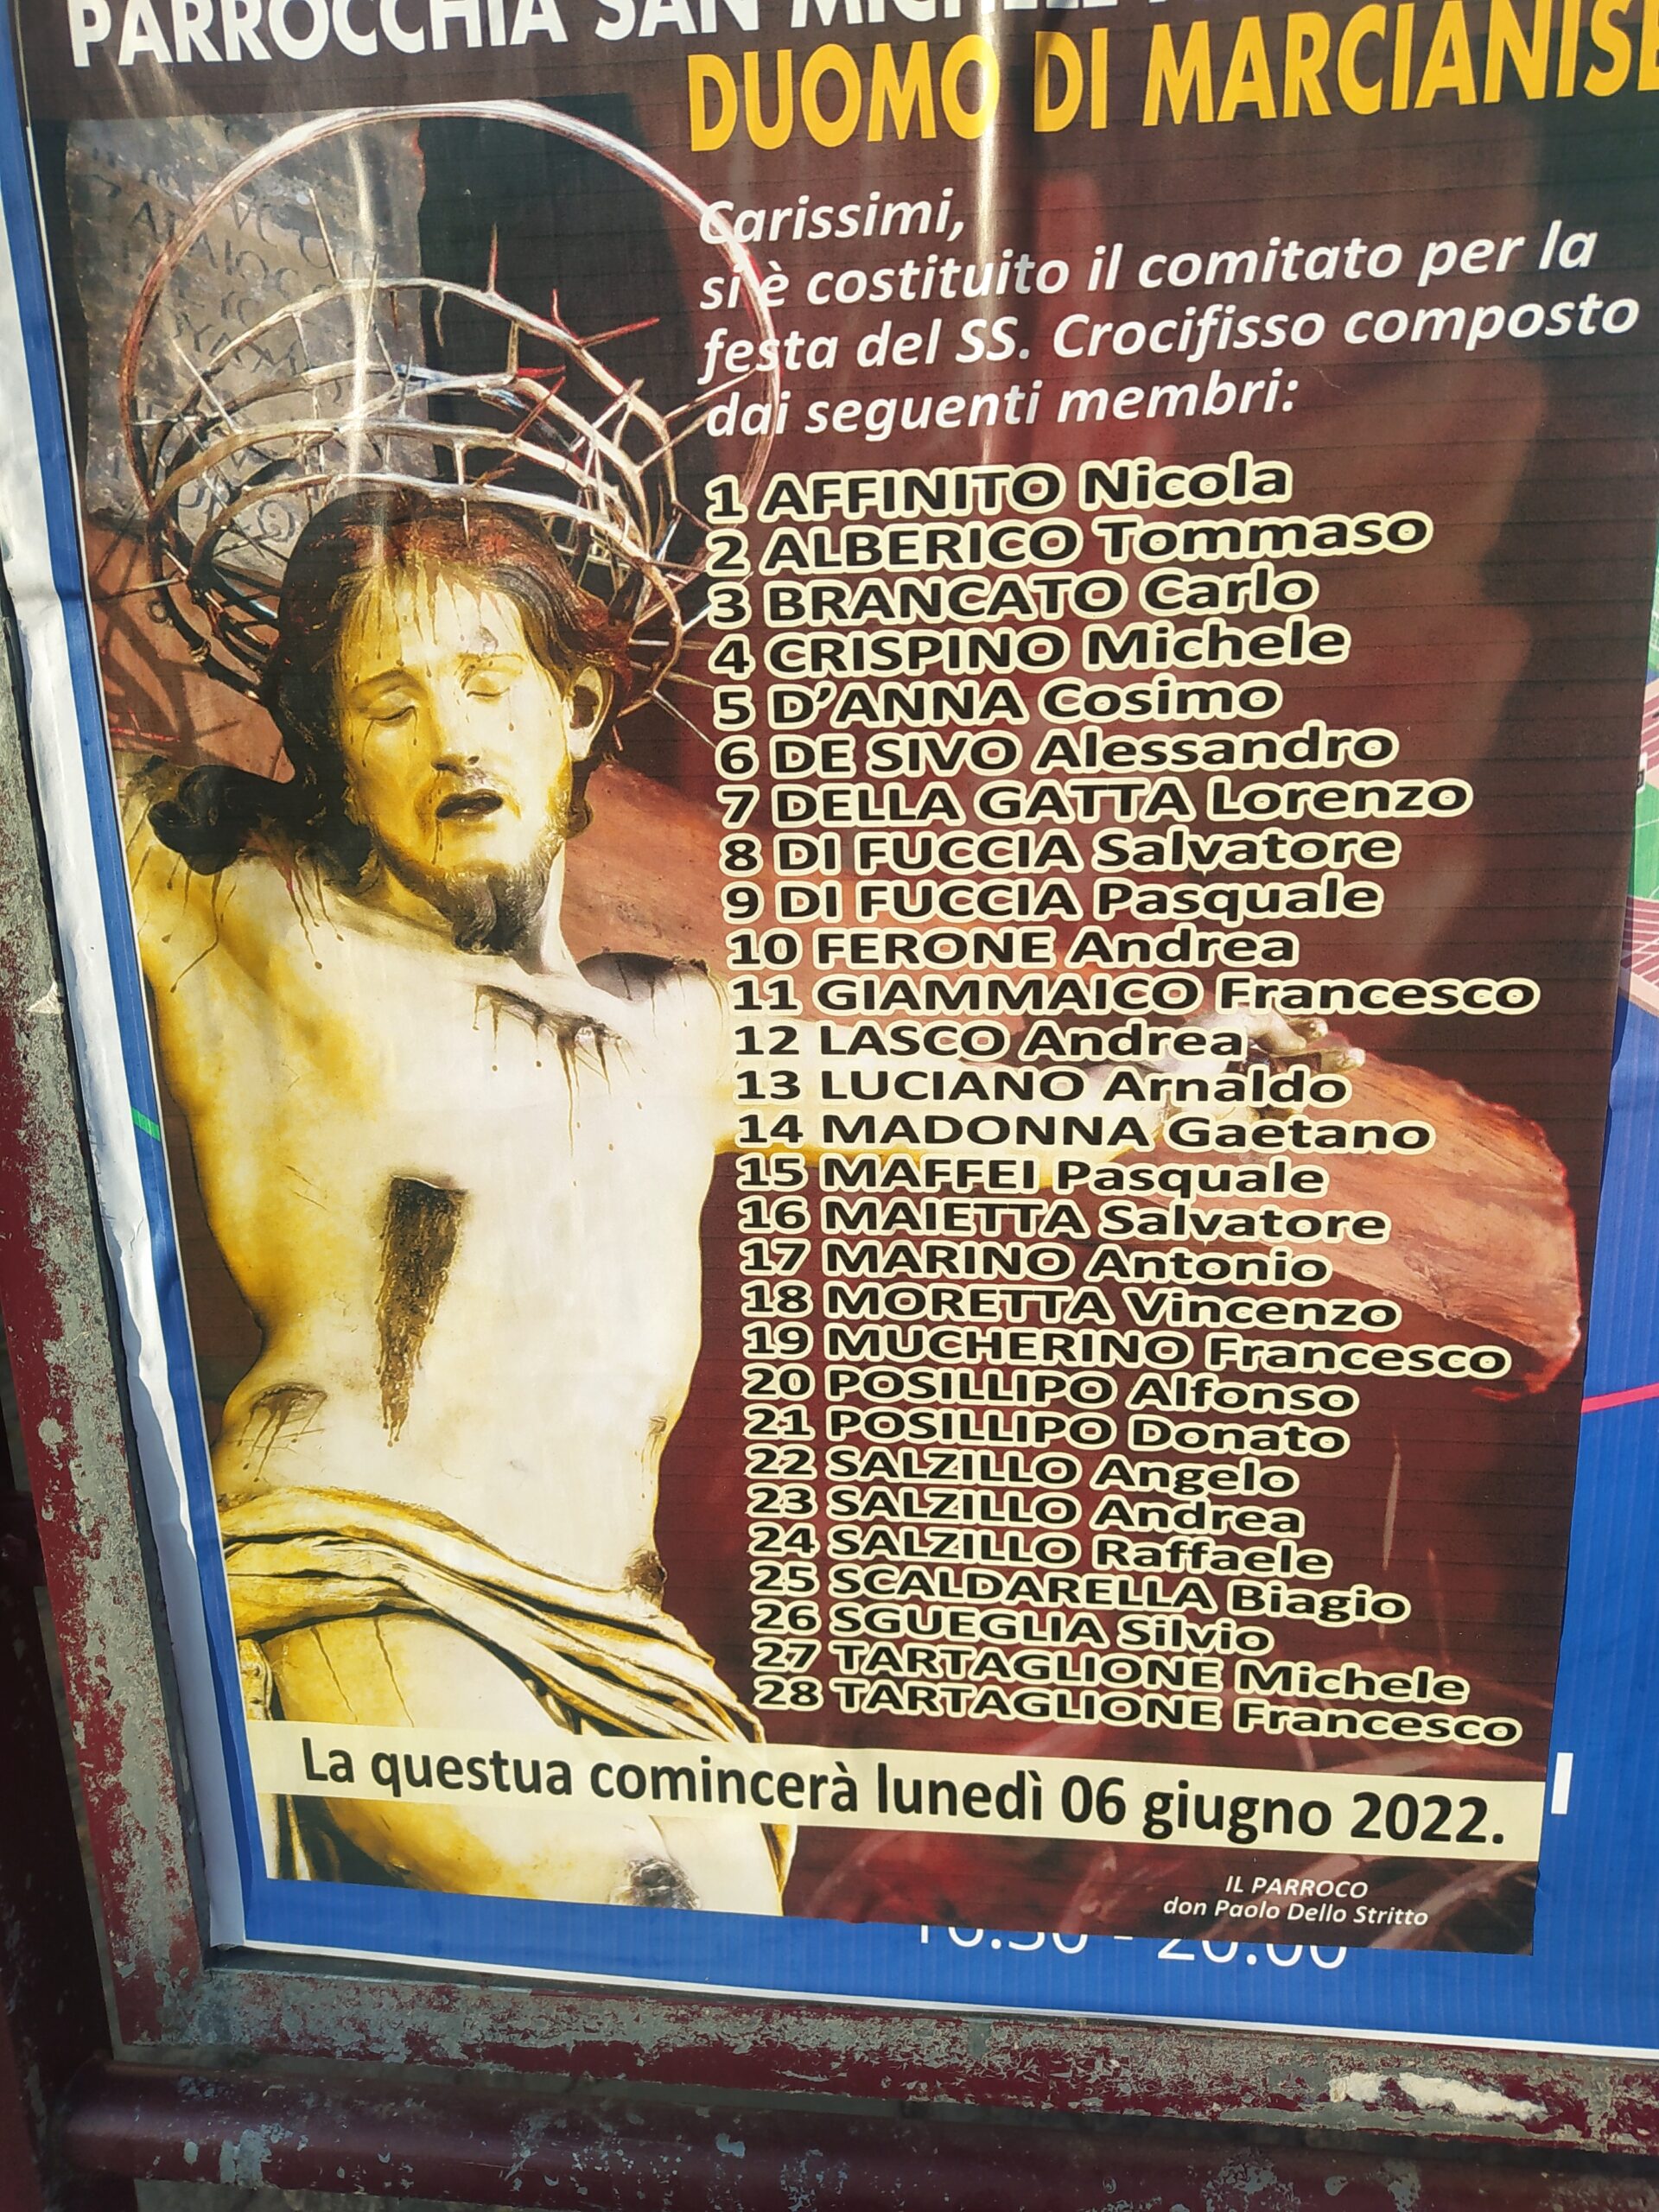 PARROCCHIA SAN MICHELE
DUOMO DI MARCIANISE
Carissimi,
si è costituito il comitato per la
festa del SS. Crocifisso composto
dai seguenti membri:
1 AFFINITO Nicola
2 ALBERICO Tommaso
3 BRANCATO Carlo
4 CRISPINO Michele
5 D’ANNA Cosimo
6 DE SIVO Alessandro
7 DELLA GATTA Lorenzo
8 DI FUCCIA Salvatore
9 DI FUCCIA Pasquale
10 FERONE Andrea
11 GIAMMAICO Francesco
12 LASCO Andrea
13 LUCIANO Arnaldo
14 MADONNA Gaetano
15 MAFFEI Pasquale
16 MAIETTA Salvatore
17 MARINO Antonio
18 MORETTA Vincenzo
19 MUCHERINO Francesco
20 POSILLIPO Alfonso
21 POSILLIPO Donato
22 SALZILLO Angelo
23 SALZILLO Andrea
24 SALZILLO Raffaele
25 SCALDARELLA Biagio
26 SGUEGLIA Silvio
27 TARTAGLIONE Michele
28 TARTAGLIONE Francesco
La questua comincerà lunedì 06 giugno 2022.
IL PARROCO
don Paolo Dello Stritto